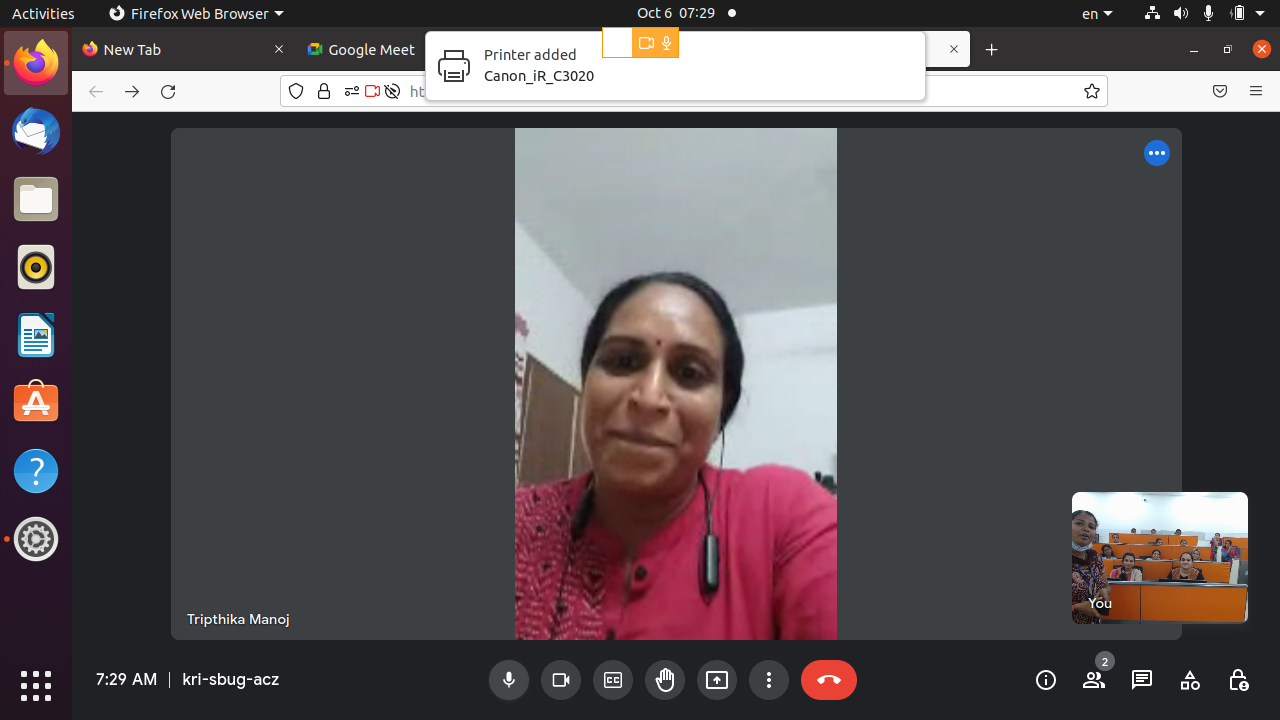 Activities
Firefox Web Browser
Oct 6 07:29
en
New Tab
Google Meet
Printer added
Canon_iR_C3020
ht
Tripthika Manoj
You
7:29 AM | kri-sbug-acz
2